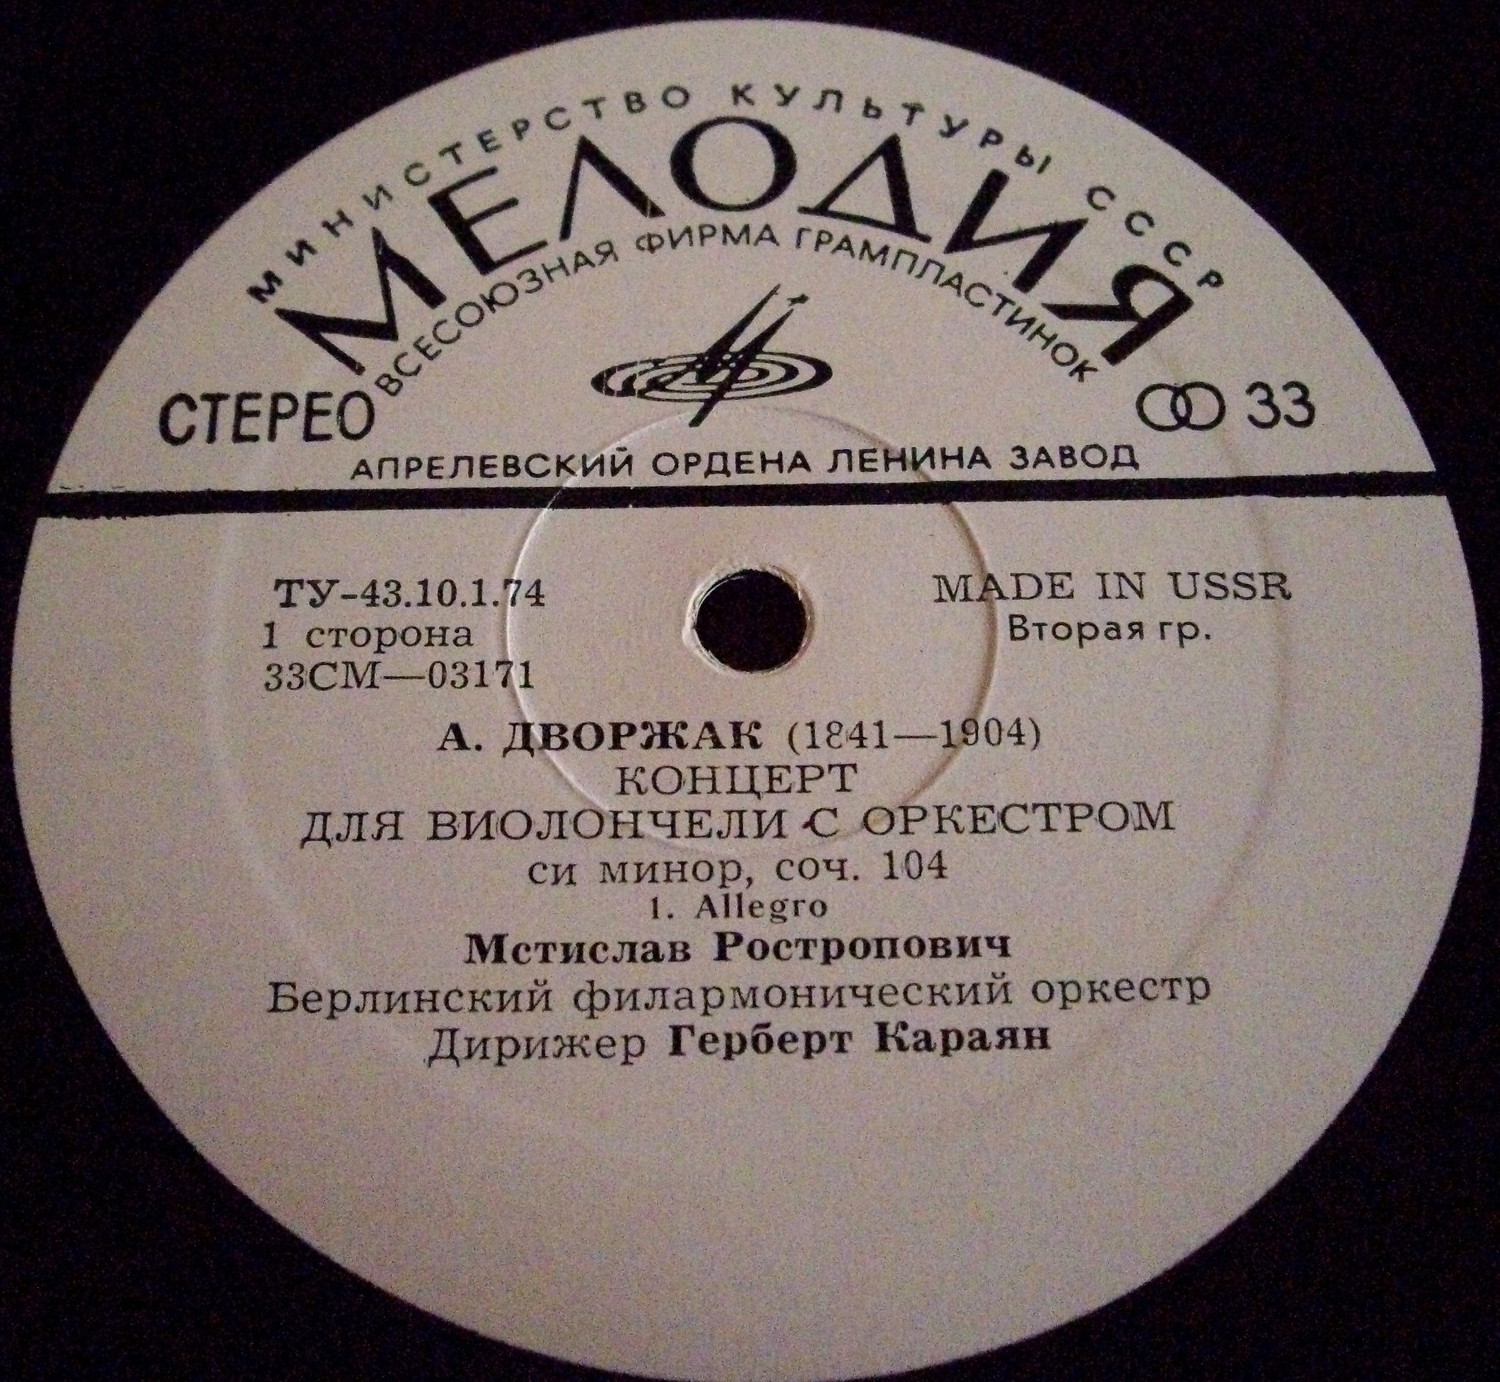 МИНИСТЕРСТВО КУЛЬТУРЫ СССР
МЕЛОДИЯ
ВСЕСОЮЗНАЯ ФИРМА ГРАМПЛАСТИНОК
СТЕРЕО 33
АПРЕЛЕВСКИЙ ОРДЕНА ЛЕНИНА ЗАВОД
ТУ-43.10.1.74
1 сторона
33СМ—03171
MADE IN USSR
Вторая гр.
А. ДВОРЖАК (1841—1904)
КОНЦЕРТ
ДЛЯ ВИОЛОНЧЕЛИ С ОРКЕСТРОМ
си минор, соч. 104
1. Allegro
Мстислав Ростропович
Берлинский филармонический оркестр
Дирижер Герберт Караян